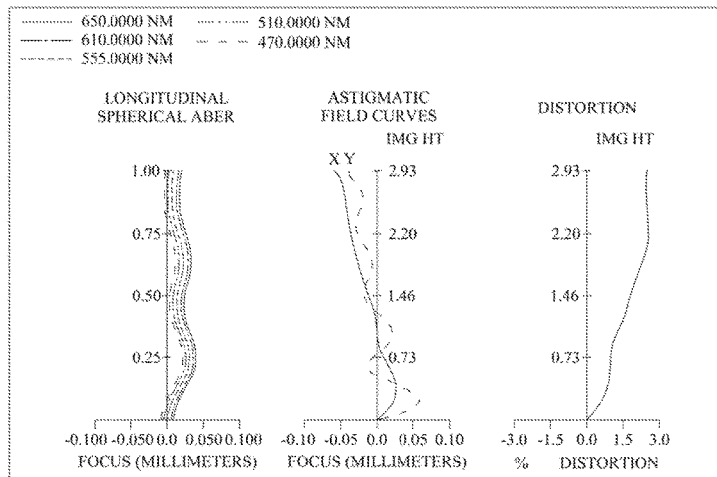 650.0000 NM
610.0000 NM
555.0000 NM
510.0000 NM
470.0000 NM
LONGITUDINAL
SPHERICAL ABER
1.00
0.75
0.50
0.25
-0.100 -0.050 0.0 0.050 0.100
FOCUS (MILLIMETERS)
ASTIGMATIC
FIELD CURVES
IMG HT
X Y
2.93
2.20
1.46
0.73
-0.10 -0.05 0.0 0.05 0.10
FOCUS (MILLIMETERS)
DISTORTION
IMG HT
2.93
2.20
1.46
0.73
-3.0 -1.5 0.0 1.5 3.0
% DISTORTION